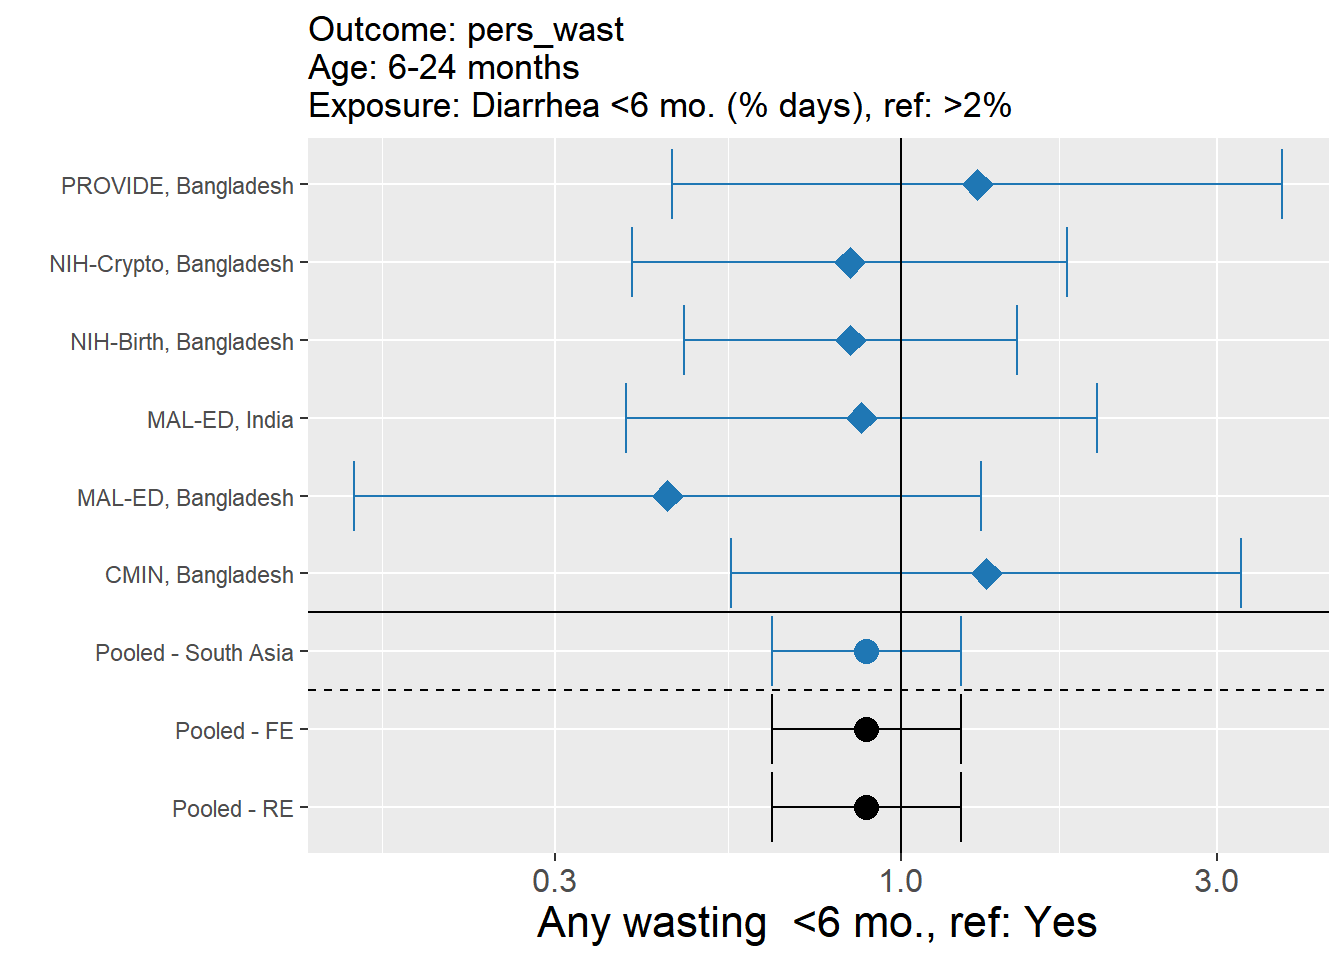 Outcome: pers_wast
Age: 6-24 months
Exposure: Diarrhea <6 mo. (% days), ref: >2%
PROVIDE, Bangladesh
NIH-Crypto, Bangladesh
NIH-Birth, Bangladesh
MAL-ED, India
MAL-ED, Bangladesh
CMIN, Bangladesh
Pooled - South Asia
Pooled - FE
Pooled - RE
0.3 1.0 3.0
Any wasting  <6 mo., ref: Yes